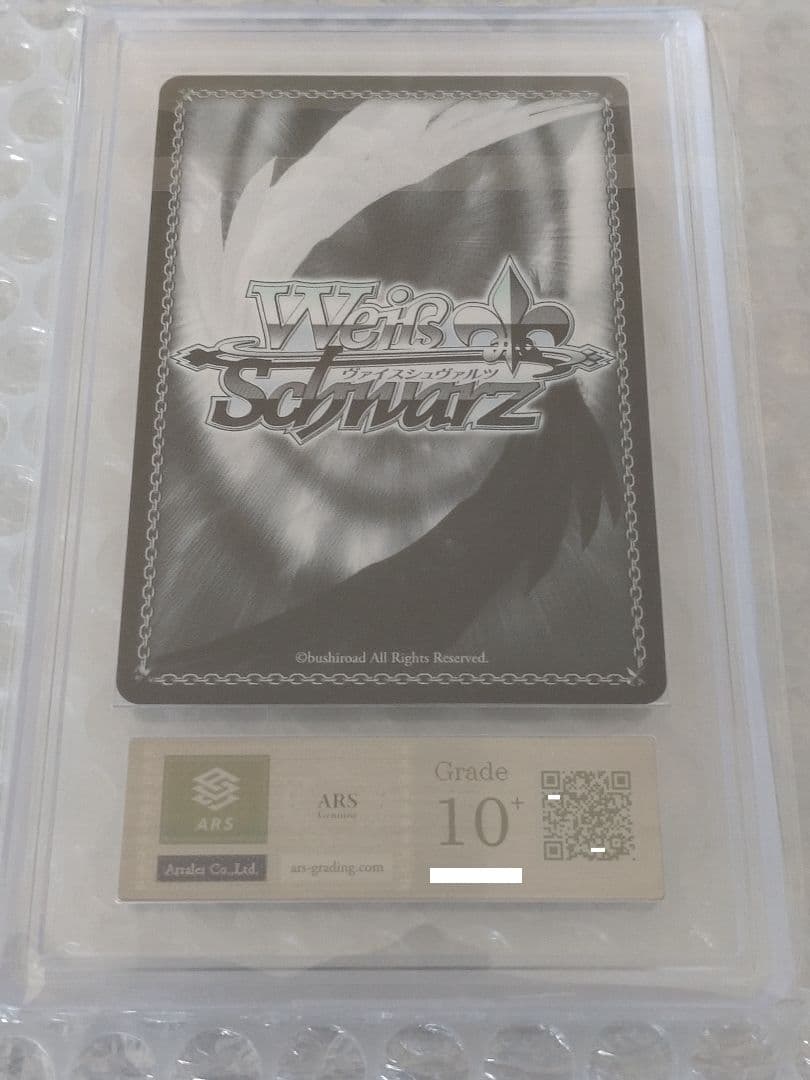 Weiß
ヴァイスシュヴァルツ
Schwarz
©bushiroad All Rights Reserved.
ARS
ARS
Genuine
Arsales Co.,Ltd.
ars-grading.com
Grade
10+